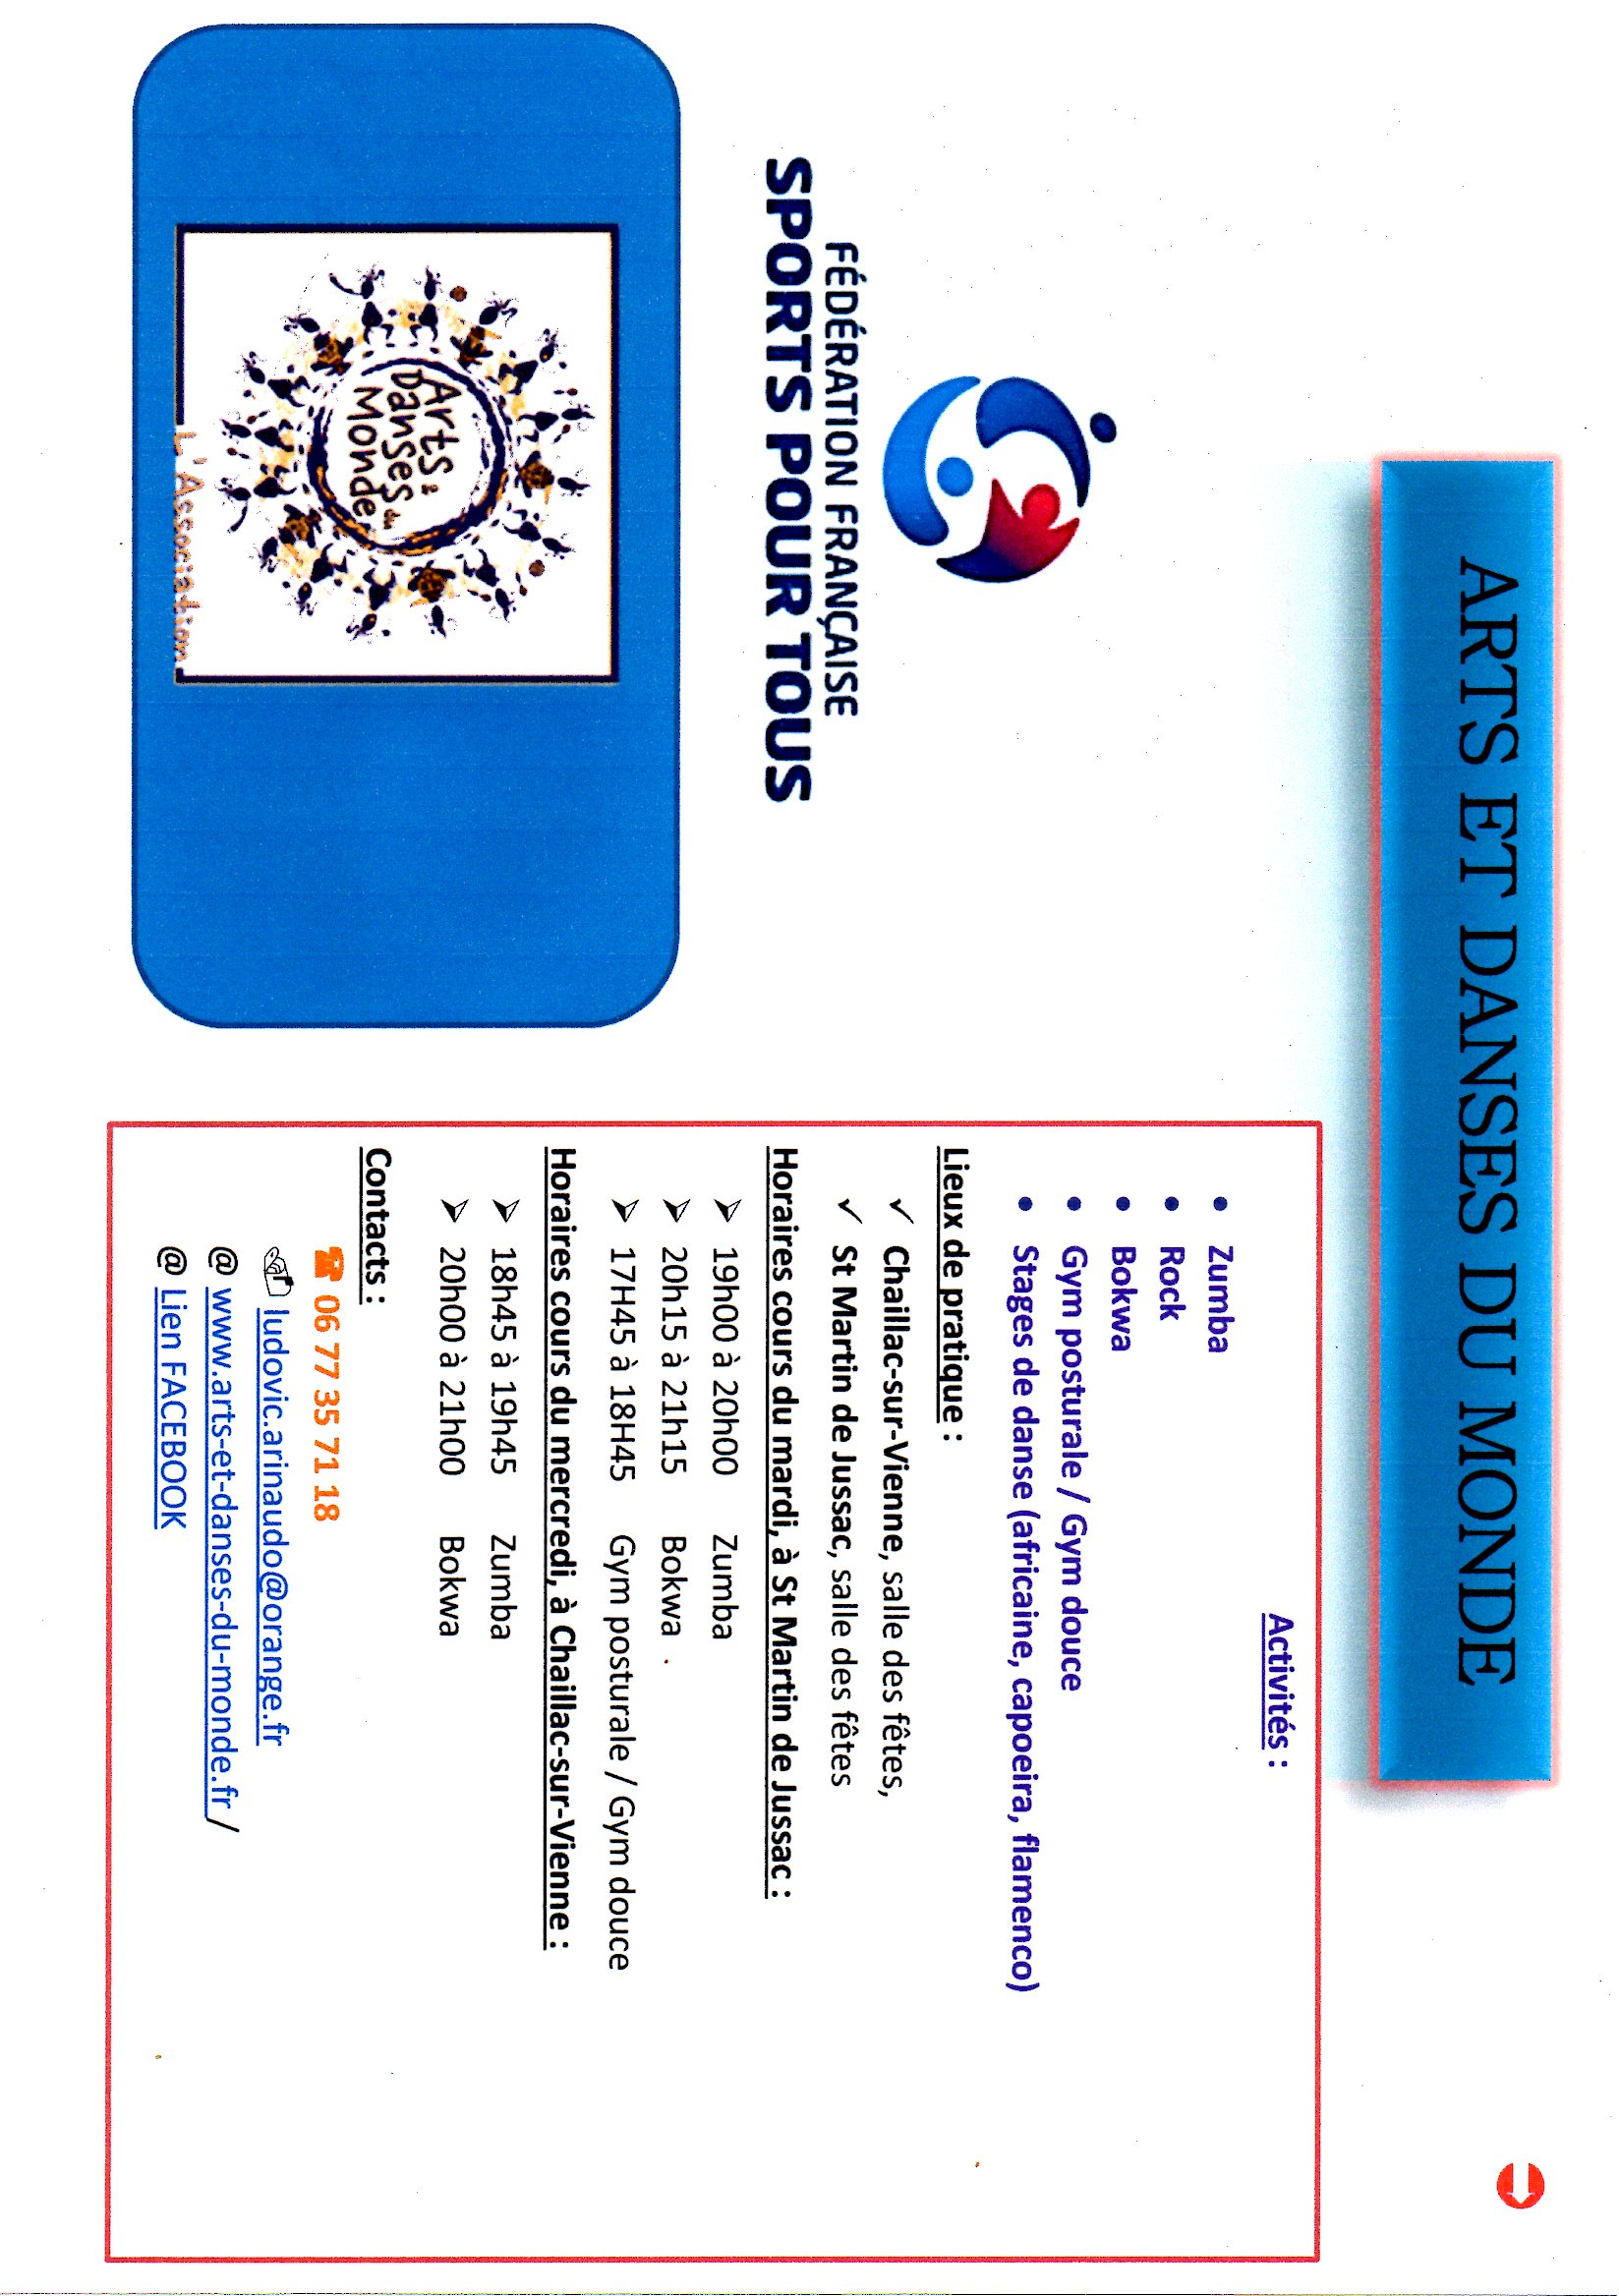 ARTS ET DANSES DU MONDE
FÉDÉRATION FRANÇAISE
SPORTS POUR TOUS
Arts &
Danses du
Monde
L'Association
Activités :
• Zumba
• Rock
• Bokwa
• Gym posturale / Gym douce
• Stages de danse (africaine, capoeira, flamenco)
Lieux de pratique :
✓ Chaillac-sur-Vienne, salle des fêtes,
✓ St Martin de Jussac, salle des fêtes
Horaires cours du mardi, à St Martin de Jussac :
➢ 19h00 à 20h00 Zumba
➢ 20h15 à 21h15 Bokwa
➢ 17H45 à 18H45 Gym posturale / Gym douce
Horaires cours du mercredi, à Chaillac-sur-Vienne :
➢ 18h45 à 19h45 Zumba
➢ 20h00 à 21h00 Bokwa
Contacts :
☎ 06 77 35 71 18
ludovic.arinaudo@orange.fr
@ www.arts-et-danses-du-monde.fr /
@ Lien FACEBOOK